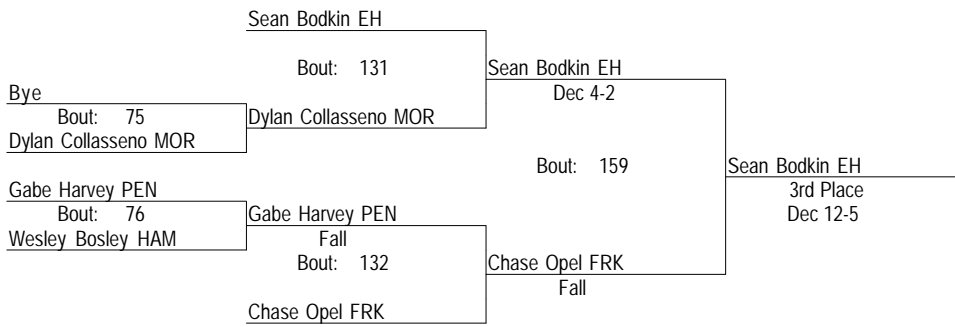 Sean Bodkin EH
Bout: 131
Sean Bodkin EH
Bye
Dec 4-2
Bout: 75
Dylan Collasseno MOR
Dylan Collasseno MOR
Bout: 159
Sean Bodkin EH
Gabe Harvey PEN
3rd Place
Bout: 76
Gabe Harvey PEN
Dec 12-5
Wesley Bosley HAM
Fall
Bout: 132
Chase Opel FRK
Fall
Chase Opel FRK